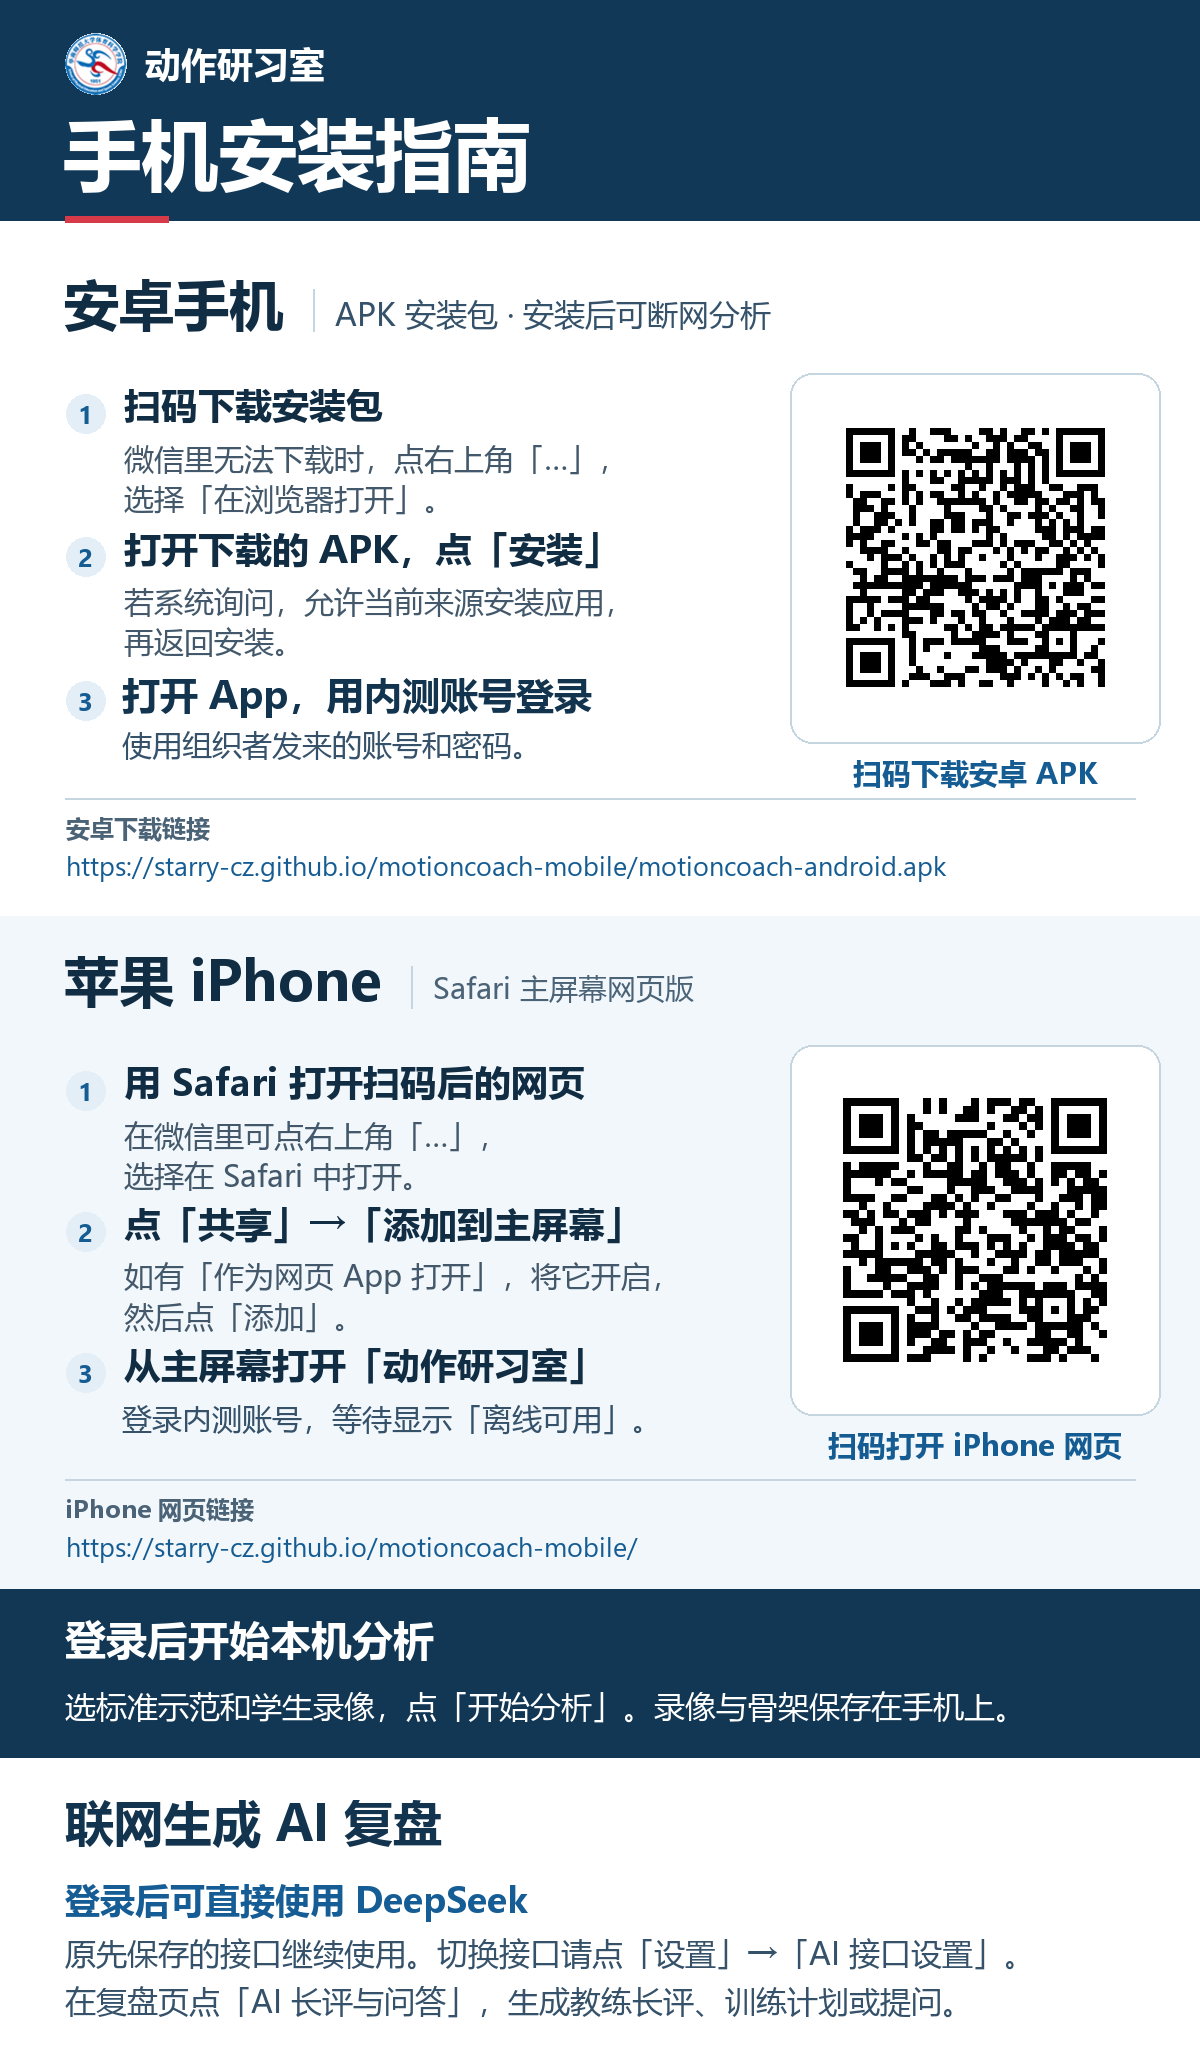 动作研习室
手机安装指南
安卓手机
APK 安装包 · 安装后可断网分析
1
扫码下载安装包
微信里无法下载时，点右上角「...」，
选择「在浏览器打开」。
2
打开下载的 APK，点「安装」
若系统询问，允许当前来源安装应用，
再返回安装。
3
打开 App，用内测账号登录
使用组织者发来的账号和密码。
扫码下载安卓 APK
安卓下载链接
https://starry-cz.github.io/motioncoach-mobile/motioncoach-android.apk
苹果 iPhone
Safari 主屏幕网页版
1
用 Safari 打开扫码后的网页
在微信里可点右上角「...」，
选择在 Safari 中打开。
2
点「共享」→「添加到主屏幕」
如有「作为网页 App 打开」，将它开启，
然后点「添加」。
3
从主屏幕打开「动作研习室」
登录内测账号，等待显示「离线可用」。
扫码打开 iPhone 网页
iPhone 网页链接
https://starry-cz.github.io/motioncoach-mobile/
登录后开始本机分析
选标准示范和学生录像，点「开始分析」。录像与骨架保存在手机上。
联网生成 AI 复盘
登录后可直接使用 DeepSeek
原先保存的接口继续使用。切换接口请点「设置」→「AI 接口设置」。
在复盘页点「AI 长评与问答」，生成教练长评、训练计划或提问。